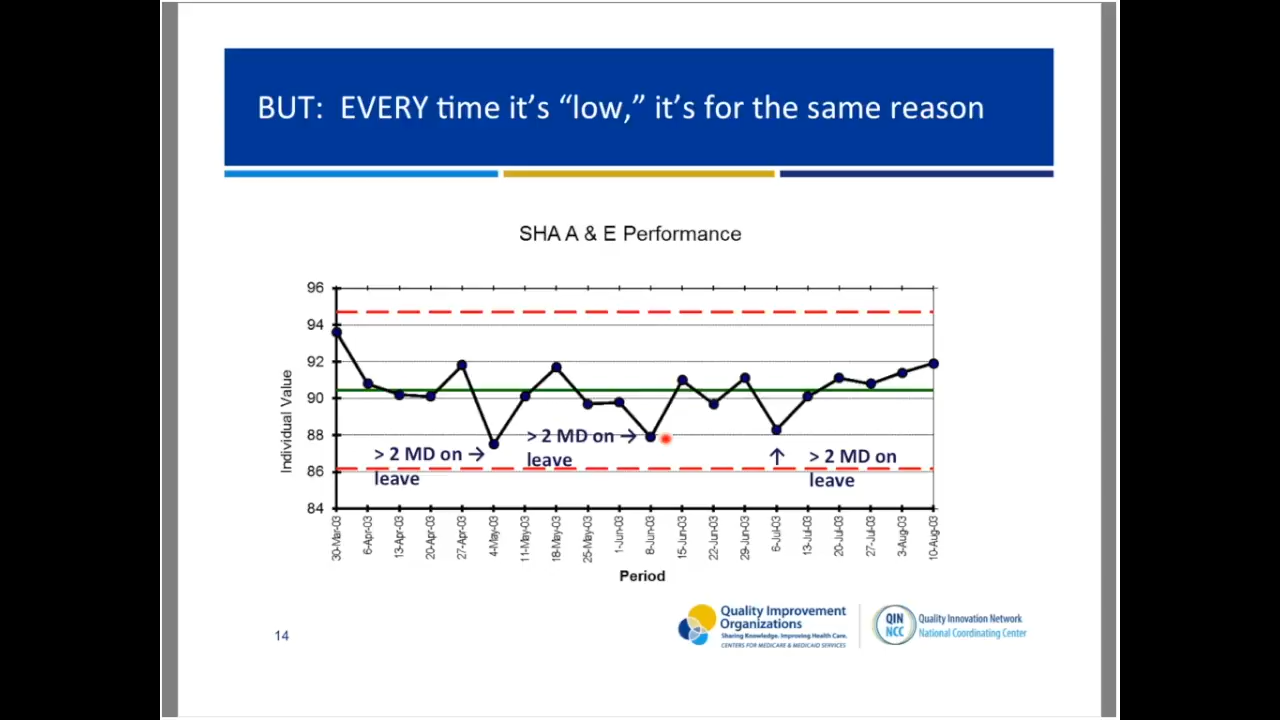 BUT: EVERY time it's “low,” it's for the same reason
SHA A & E Performance
96
94
92
90
88
86
84
Individual Value
> 2 MD on →
leave
> 2 MD on →
leave
↑
> 2 MD on
leave
30-Mar-03
6-Apr-03
13-Apr-03
20-Apr-03
27-Apr-03
4-May-03
11-May-03
18-May-03
25-May-03
1-Jun-03
8-Jun-03
15-Jun-03
22-Jun-03
29-Jun-03
6-Jul-03
13-Jul-03
20-Jul-03
27-Jul-03
3-Aug-03
10-Aug-03
Period
14
Quality Improvement
Organizations
Sharing Knowledge. Improving Health Care.
CENTERS FOR MEDICARE & MEDICAID SERVICES
QIN
NCC
Quality Innovation Network
National Coordinating Center